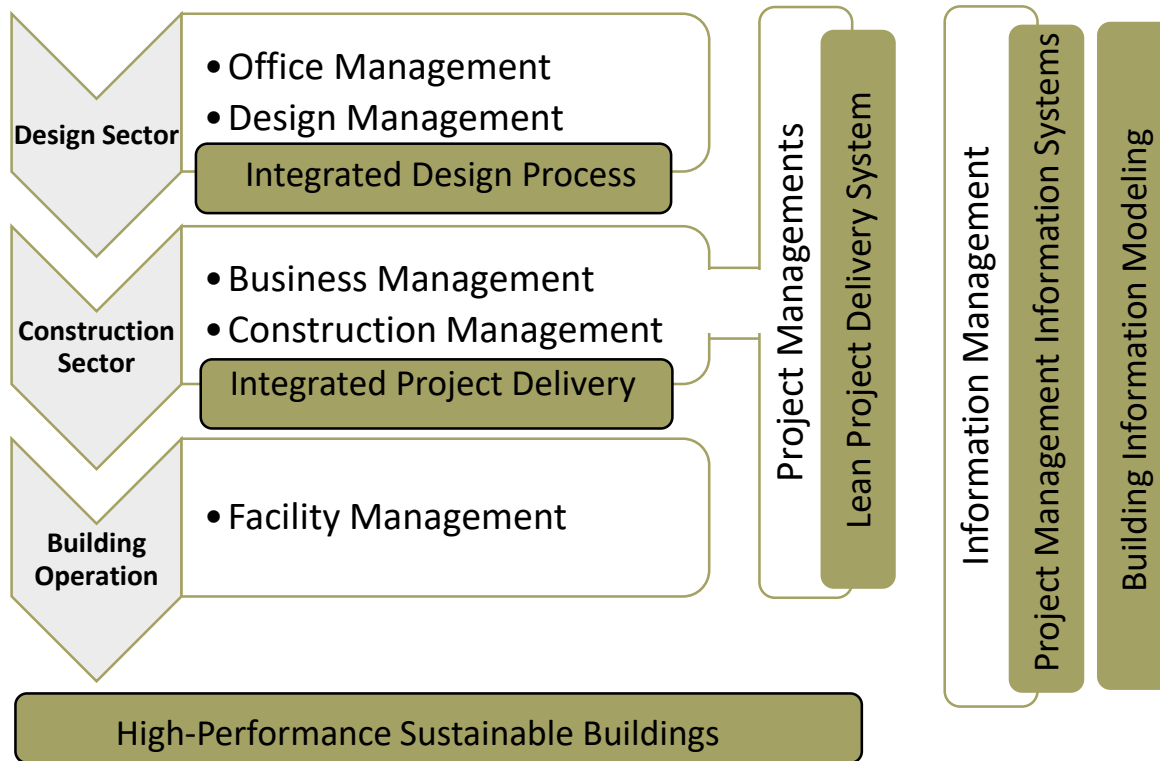 Design Sector
• Office Management
• Design Management
Integrated Design Process
Construction
Sector
• Business Management
• Construction Management
Integrated Project Delivery
Building
Operation
• Facility Management
High-Performance Sustainable Buildings
Project Managements
Lean Project Delivery System
Information Management
Project Management Information Systems
Building Information Modeling